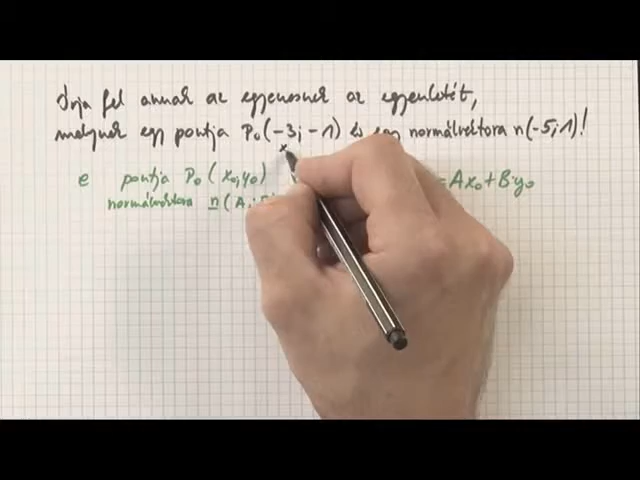 Írja fel annak az egyenesnek az egyenletét,
melynek egy pontja P₀(-3; -1) és egy normálvektora n(-5; 1)!
e pontja P₀ (x₀; y₀) = Ax₀ + B·y₀
normálvektora n (A;
x